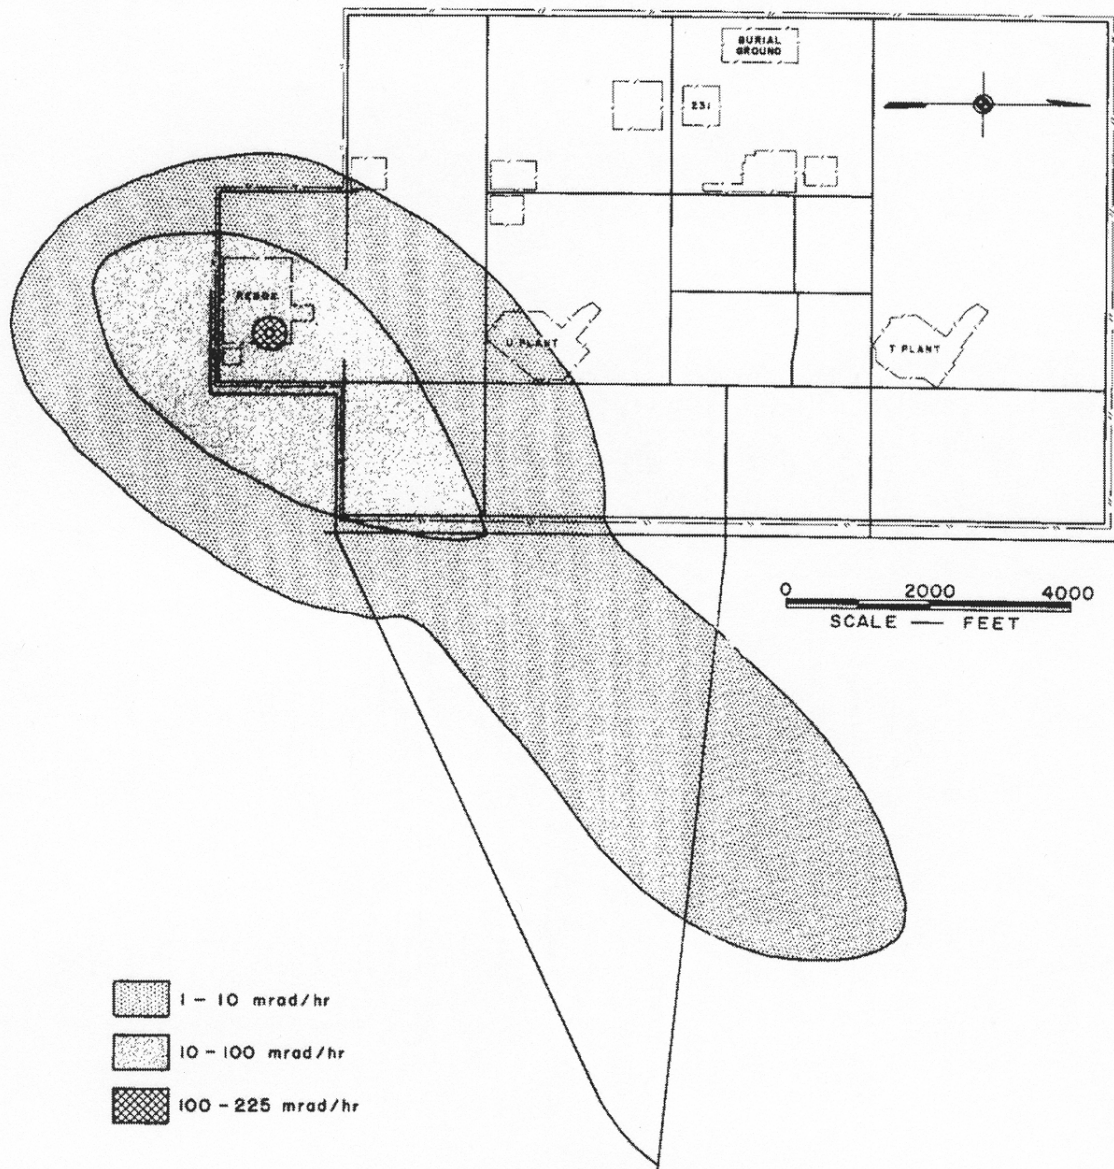 BURIAL
GROUND
231
REDOX
U PLANT
T PLANT
0 2000 4000
SCALE — FEET
1 – 10 mrad/hr
10 – 100 mrad/hr
100 – 225 mrad/hr